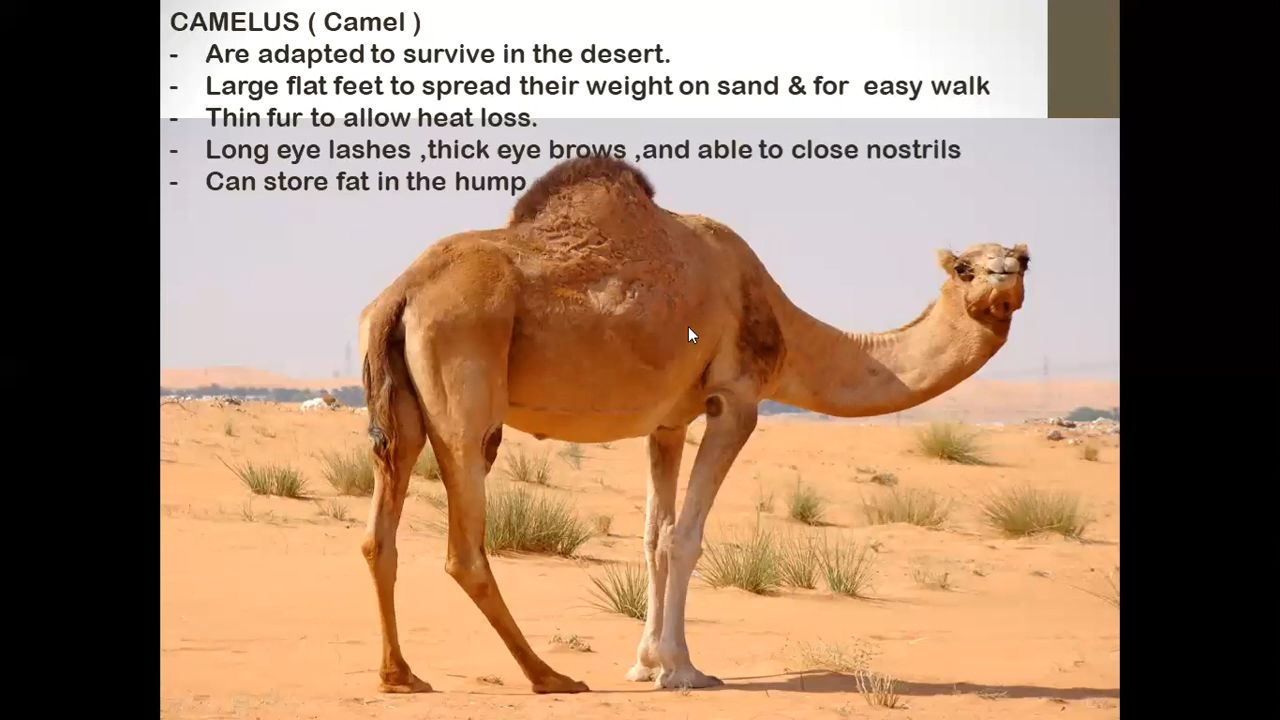 CAMELUS ( Camel )
- Are adapted to survive in the desert.
- Large flat feet to spread their weight on sand & for easy walk
- Thin fur to allow heat loss.
- Long eye lashes ,thick eye brows ,and able to close nostrils
- Can store fat in the hump